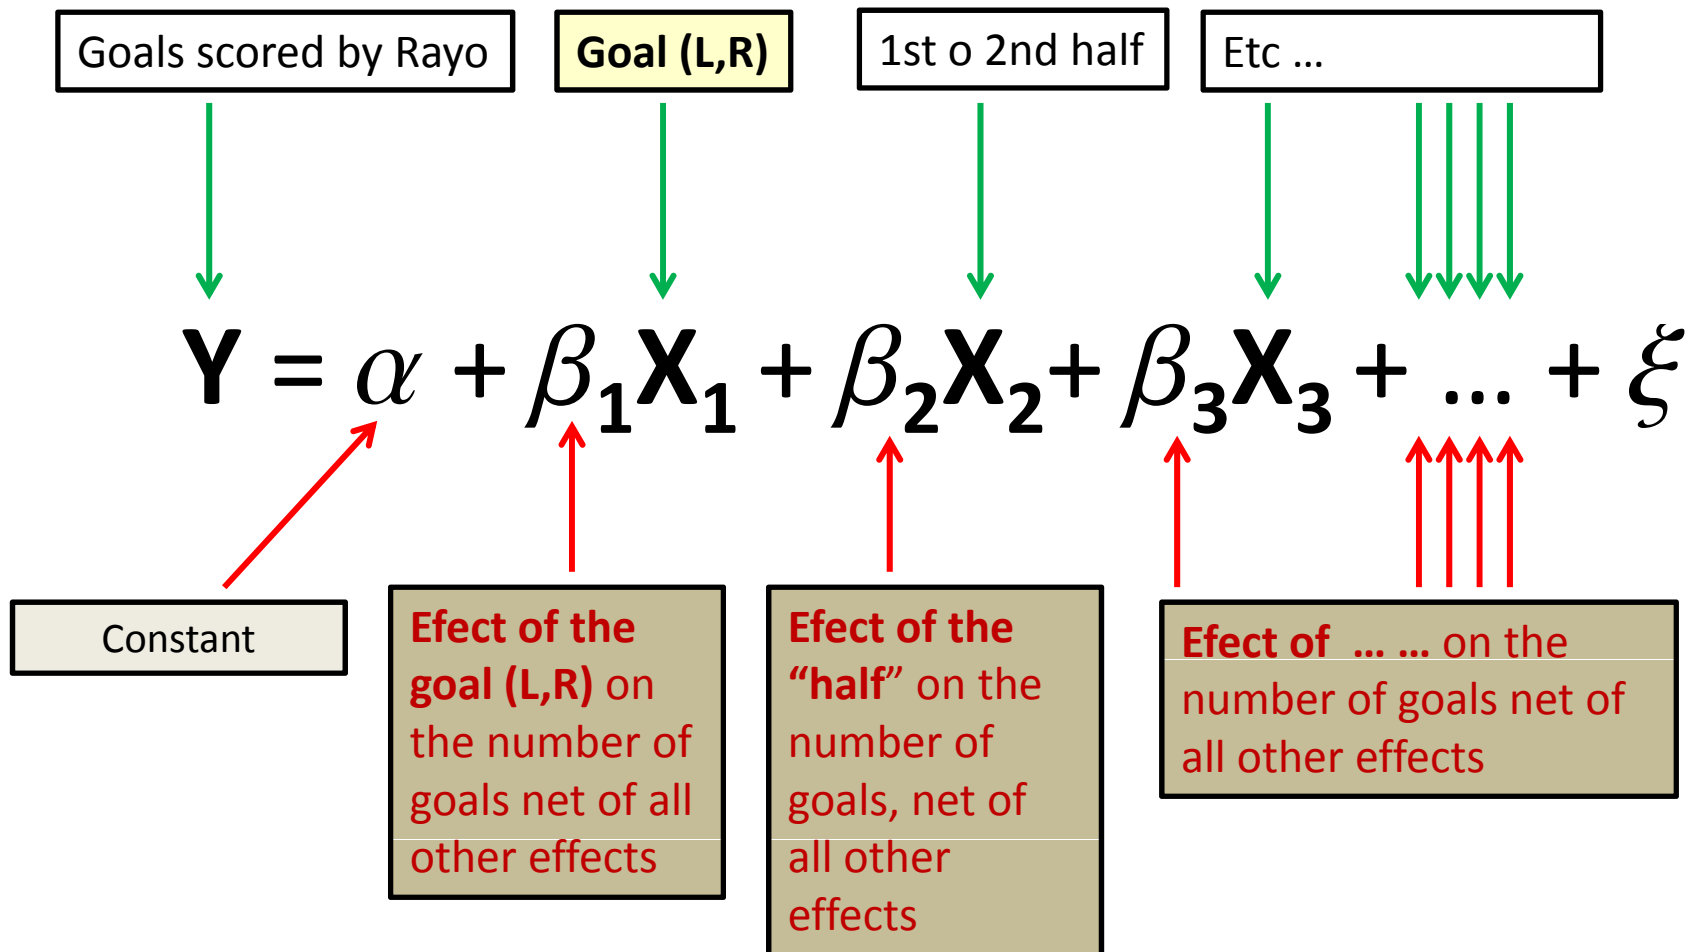 Goals scored by Rayo
Goal (L,R)
1st o 2nd half
Etc ...
Y = α + β1X1 + β2X2+ β3X3 + ... + ξ
Constant
Efect of the
goal (L,R) on
the number of
goals net of all
other effects
Efect of the
“half” on the
number of
goals, net of
all other
effects
Efect of ... ... on the
number of goals net of
all other effects